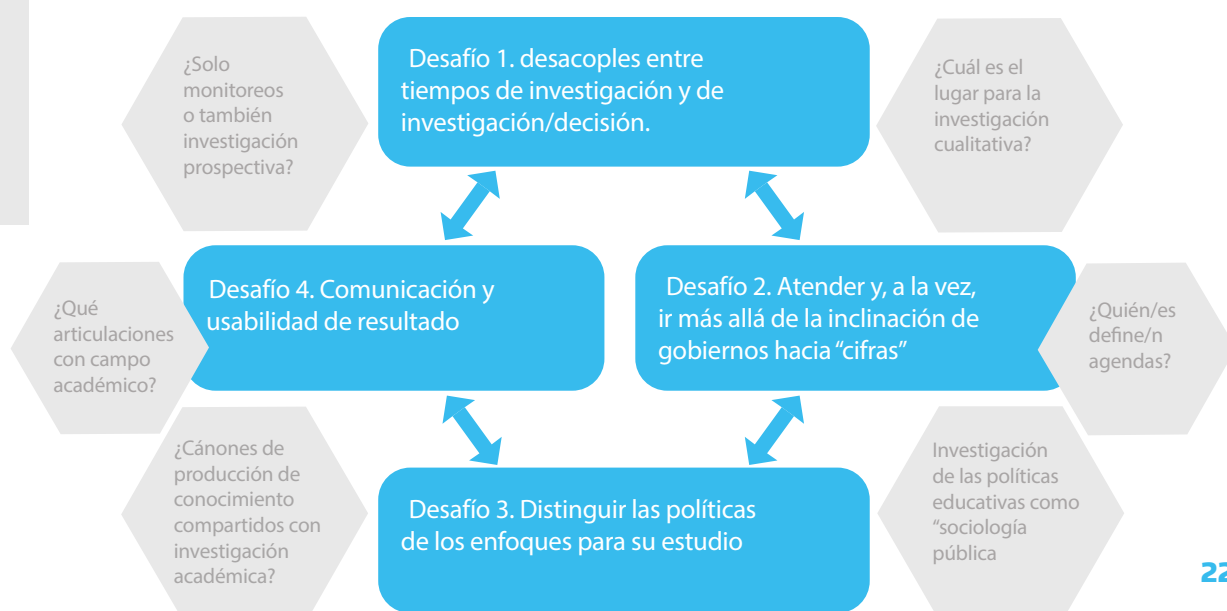 ¿Solo
monitoreos
o también
investigación
prospectiva?
Desafío 1. desacoples entre
tiempos de investigación y de
investigación/decisión.
¿Cuál es el
lugar para la
investigación
cualitativa?
¿Qué
articulaciones
con campo
académico?
Desafío 4. Comunicación y
usabilidad de resultado
Desafío 2. Atender y, a la vez,
ir más allá de la inclinación de
gobiernos hacia “cifras”
¿Quién/es
define/n
agendas?
¿Cánones de
producción de
conocimiento
compartidos con
investigación
académica?
Desafío 3. Distinguir las políticas
de los enfoques para su estudio
Investigación
de las políticas
educativas como
“sociología
pública
22